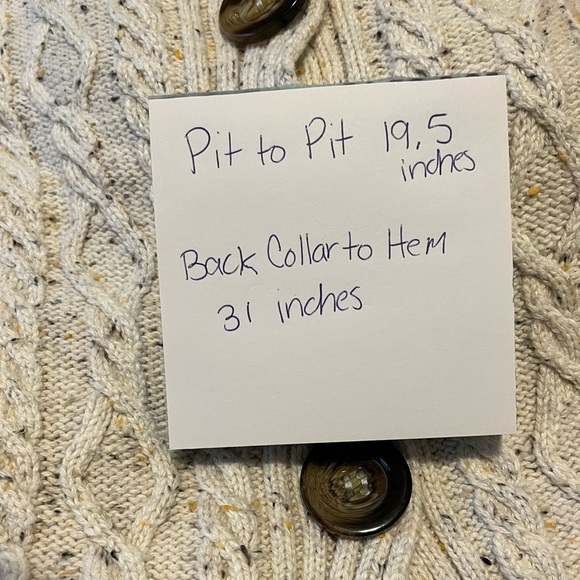 Pit to Pit 19.5
inches
Back Collar to Hem
31 inches